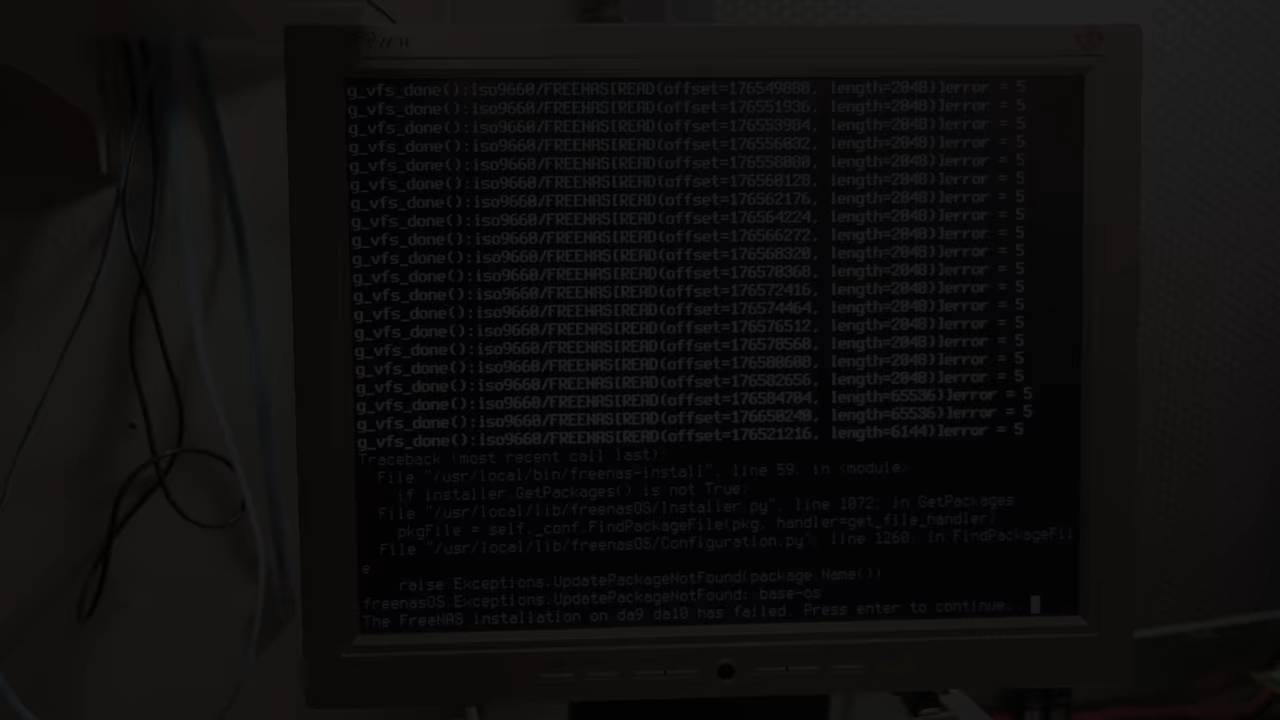 g_vfs_done():iso9660/FREENAS[READ(offset=176549888, length=2048)]error = 5
g_vfs_done():iso9660/FREENAS[READ(offset=176551936, length=2048)]error = 5
g_vfs_done():iso9660/FREENAS[READ(offset=176553984, length=2048)]error = 5
g_vfs_done():iso9660/FREENAS[READ(offset=176556032, length=2048)]error = 5
g_vfs_done():iso9660/FREENAS[READ(offset=176558080, length=2048)]error = 5
g_vfs_done():iso9660/FREENAS[READ(offset=176560128, length=2048)]error = 5
g_vfs_done():iso9660/FREENAS[READ(offset=176562176, length=2048)]error = 5
g_vfs_done():iso9660/FREENAS[READ(offset=176564224, length=2048)]error = 5
g_vfs_done():iso9660/FREENAS[READ(offset=176566272, length=2048)]error = 5
g_vfs_done():iso9660/FREENAS[READ(offset=176568320, length=2048)]error = 5
g_vfs_done():iso9660/FREENAS[READ(offset=176570368, length=2048)]error = 5
g_vfs_done():iso9660/FREENAS[READ(offset=176572416, length=2048)]error = 5
g_vfs_done():iso9660/FREENAS[READ(offset=176574464, length=2048)]error = 5
g_vfs_done():iso9660/FREENAS[READ(offset=176576512, length=2048)]error = 5
g_vfs_done():iso9660/FREENAS[READ(offset=176578560, length=2048)]error = 5
g_vfs_done():iso9660/FREENAS[READ(offset=176580608, length=2048)]error = 5
g_vfs_done():iso9660/FREENAS[READ(offset=176582656, length=2048)]error = 5
g_vfs_done():iso9660/FREENAS[READ(offset=176584704, length=65536)]error = 5
g_vfs_done():iso9660/FREENAS[READ(offset=176650240, length=65536)]error = 5
g_vfs_done():iso9660/FREENAS[READ(offset=176521216, length=6144)]error = 5
Traceback (most recent call last):
File "/usr/local/bin/freenas-install", line 59, in <module>
if installer.GetPackages() is not True:
File "/usr/local/lib/freenasOS/Installer.py", line 1072, in GetPackages
pkgFile = self._conf.FindPackageFile(pkg, handler=get_file_handler)
File "/usr/local/lib/freenasOS/Configuration.py", line 1260, in FindPackageFil
e
raise Exceptions.UpdatePackageNotFound(package.Name())
freenasOS.Exceptions.UpdatePackageNotFound: base-os
The FreeNAS installation on da9 da10 has failed. Press enter to continue..